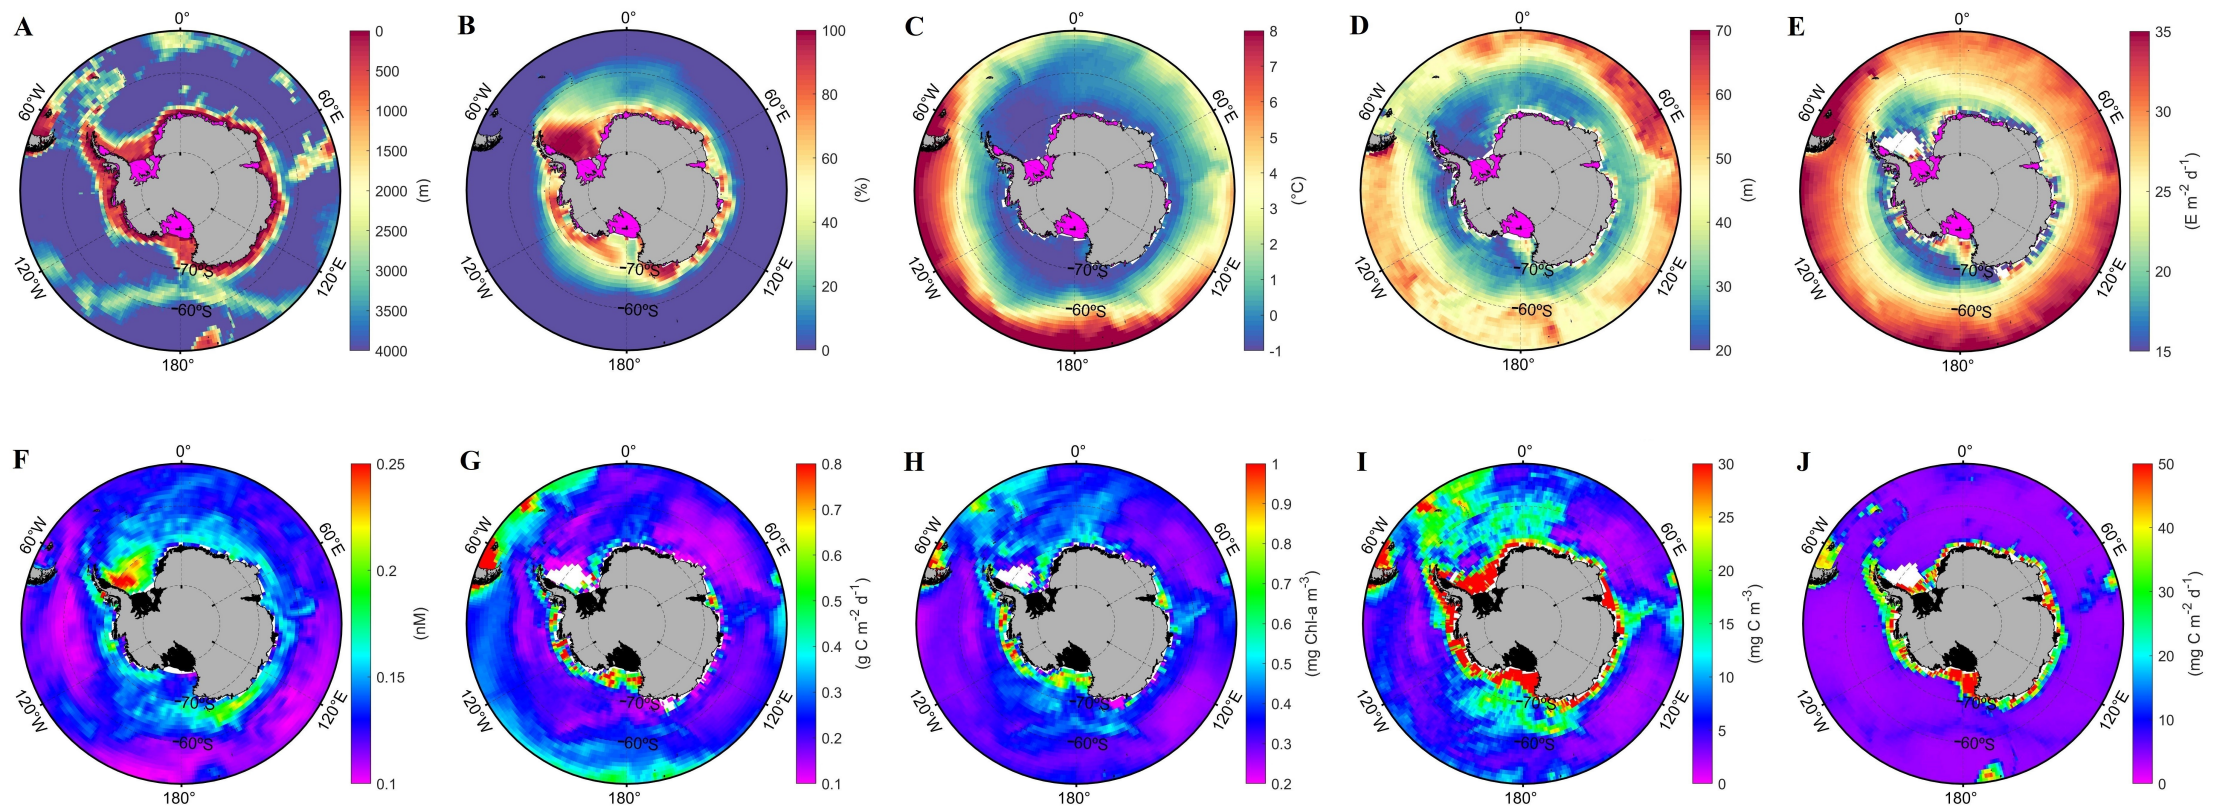 A
0°
60°W
60°E
120°W
120°E
180°
−70°S
−60°S
0
500
1000
1500
2000
2500
3000
3500
4000
(m)
B
0°
60°W
60°E
120°W
120°E
180°
−70°S
−60°S
100
80
60
40
20
0
(%)
C
0°
60°W
60°E
120°W
120°E
180°
−70°S
−60°S
8
7
6
5
4
3
2
1
0
-1
(°C)
D
0°
60°W
60°E
120°W
120°E
180°
−70°S
−60°S
70
60
50
40
30
20
(m)
E
0°
60°W
60°E
120°W
120°E
180°
−70°S
−60°S
35
30
25
20
15
(E m⁻² d⁻¹)
F
0°
60°W
60°E
120°W
120°E
180°
−70°S
−60°S
0.25
0.2
0.15
0.1
(nM)
G
0°
60°W
60°E
120°W
120°E
180°
−70°S
−60°S
0.8
0.7
0.6
0.5
0.4
0.3
0.2
0.1
(g C m⁻² d⁻¹)
H
0°
60°W
60°E
120°W
120°E
180°
−70°S
−60°S
1
0.9
0.8
0.7
0.6
0.5
0.4
0.3
0.2
(mg Chl-a m⁻³)
I
0°
60°W
60°E
120°W
120°E
180°
−70°S
−60°S
30
25
20
15
10
5
0
(mg C m⁻³)
J
0°
60°W
60°E
120°W
120°E
180°
−70°S
−60°S
50
40
30
20
10
0
(mg C m⁻² d⁻¹)